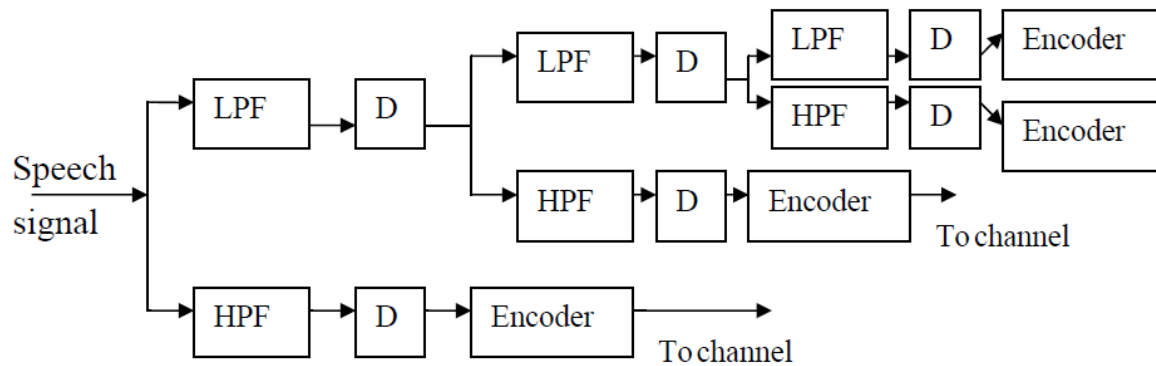 LPF
D
Encoder
LPF
D
LPF
D
HPF
D
Encoder
Speech
signal
HPF
D
Encoder
To channel
HPF
D
Encoder
To channel